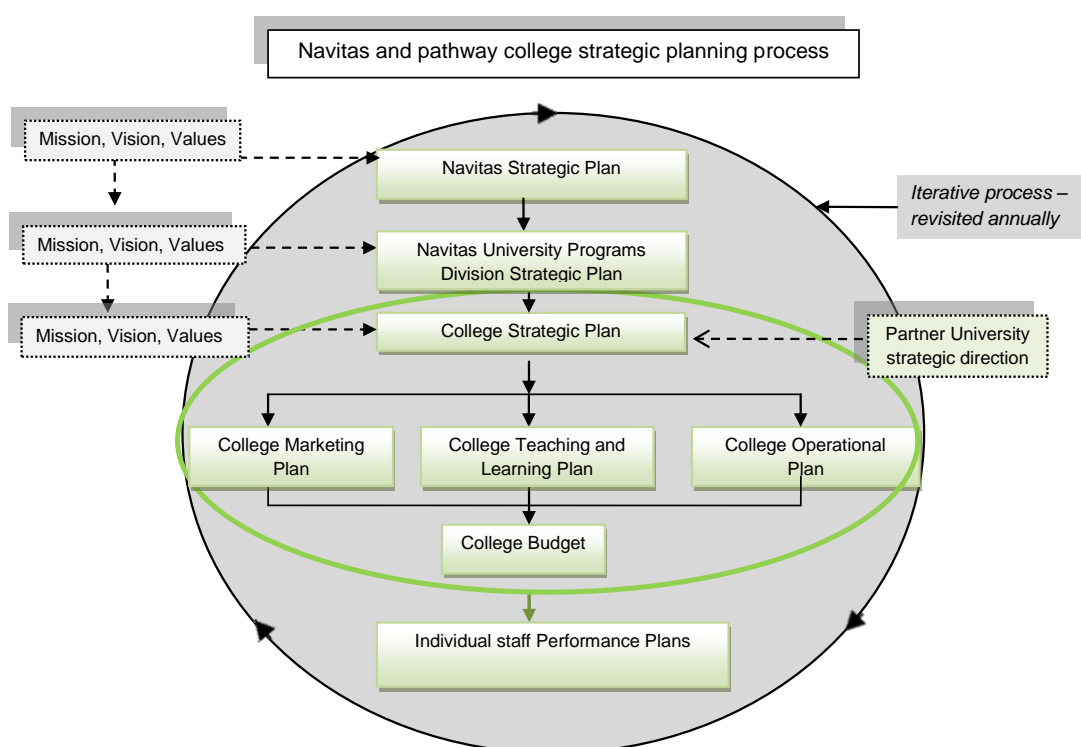 Navitas and pathway college strategic planning process
Mission, Vision, Values
Navitas Strategic Plan
Iterative process –
revisited annually
Mission, Vision, Values
Navitas University Programs
Division Strategic Plan
Mission, Vision, Values
College Strategic Plan
Partner University
strategic direction
College Marketing
Plan
College Teaching and
Learning Plan
College Operational
Plan
College Budget
Individual staff Performance Plans